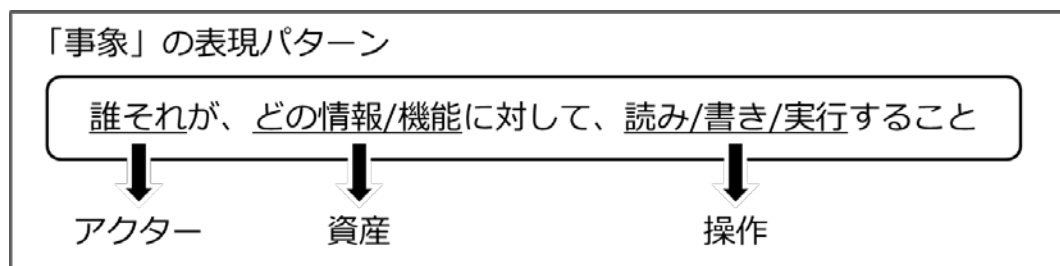 「事象」の表現パターン
誰それが、どの情報/機能に対して、読み/書き/実行すること
アクター 資産 操作